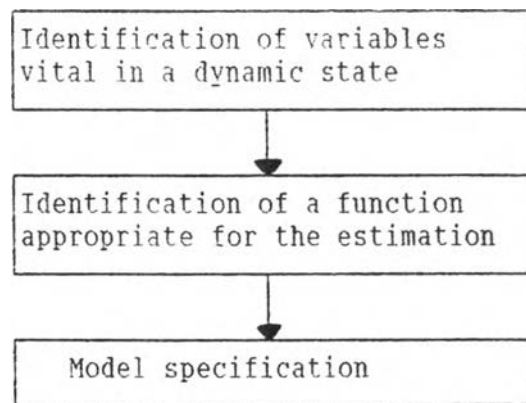 Identification of variables
vital in a dynamic state
Identification of a function
appropriate for the estimation
Model specification